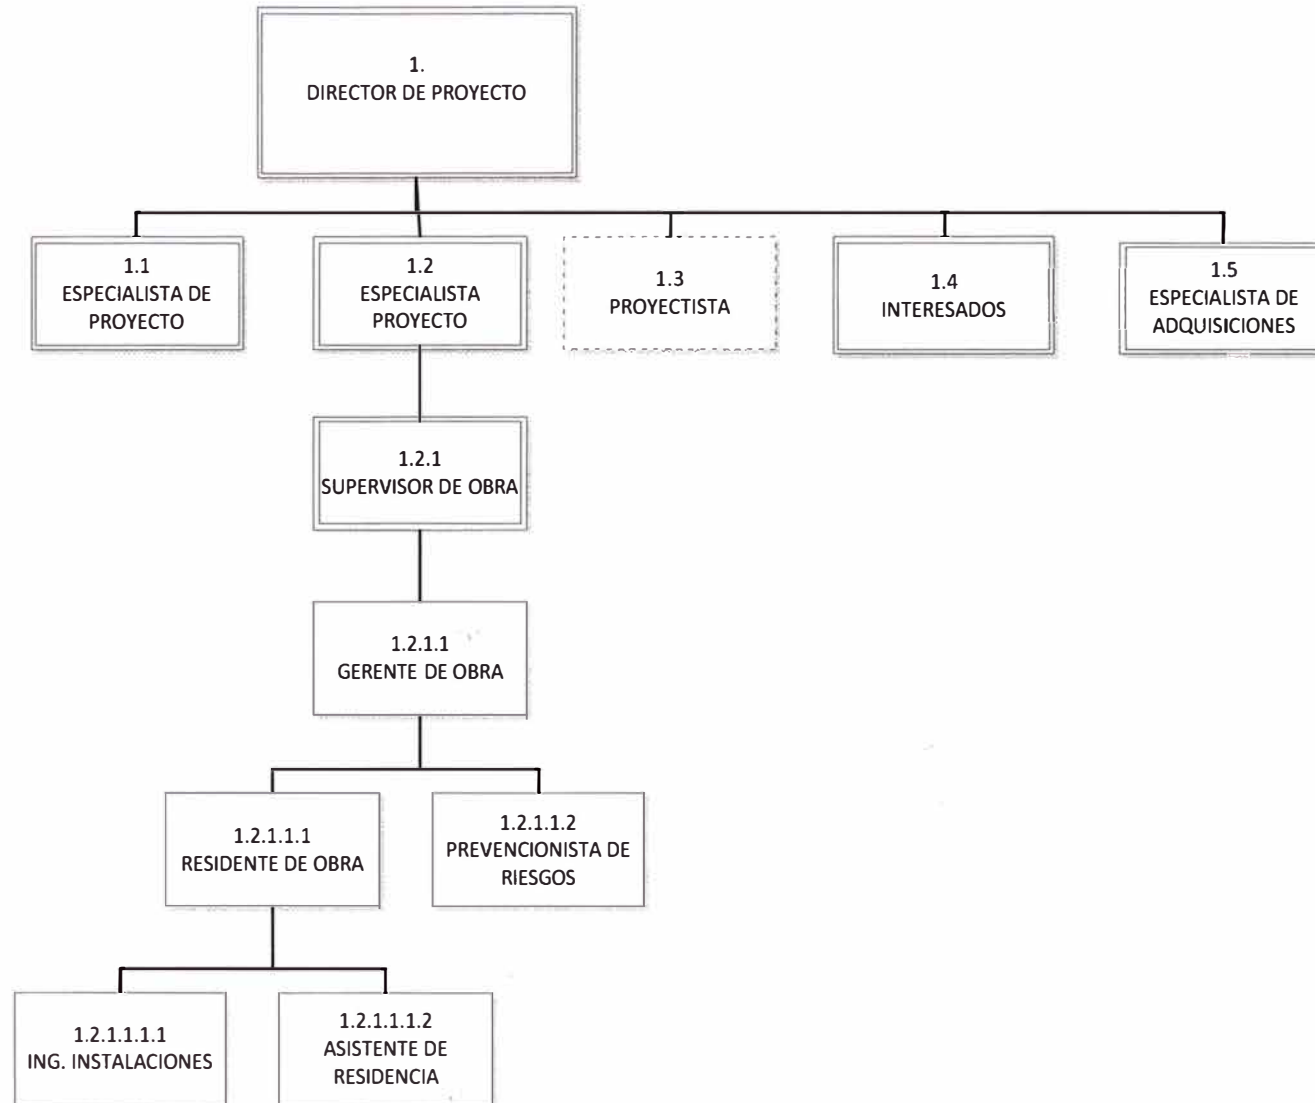 1.
DIRECTOR DE PROYECTO
1.1
ESPECIALISTA DE
PROYECTO
1.2
ESPECIALISTA
PROYECTO
1.3
PROYECTISTA
1.4
INTERESADOS
1.5
ESPECIALISTA DE
ADQUISICIONES
1.2.1
SUPERVISOR DE OBRA
1.2.1.1
GERENTE DE OBRA
1.2.1.1.1
RESIDENTE DE OBRA
1.2.1.1.2
PREVENCIONISTA DE
RIESGOS
1.2.1.1.1.1
ING. INSTALACIONES
1.2.1.1.1.2
ASISTENTE DE
RESIDENCIA